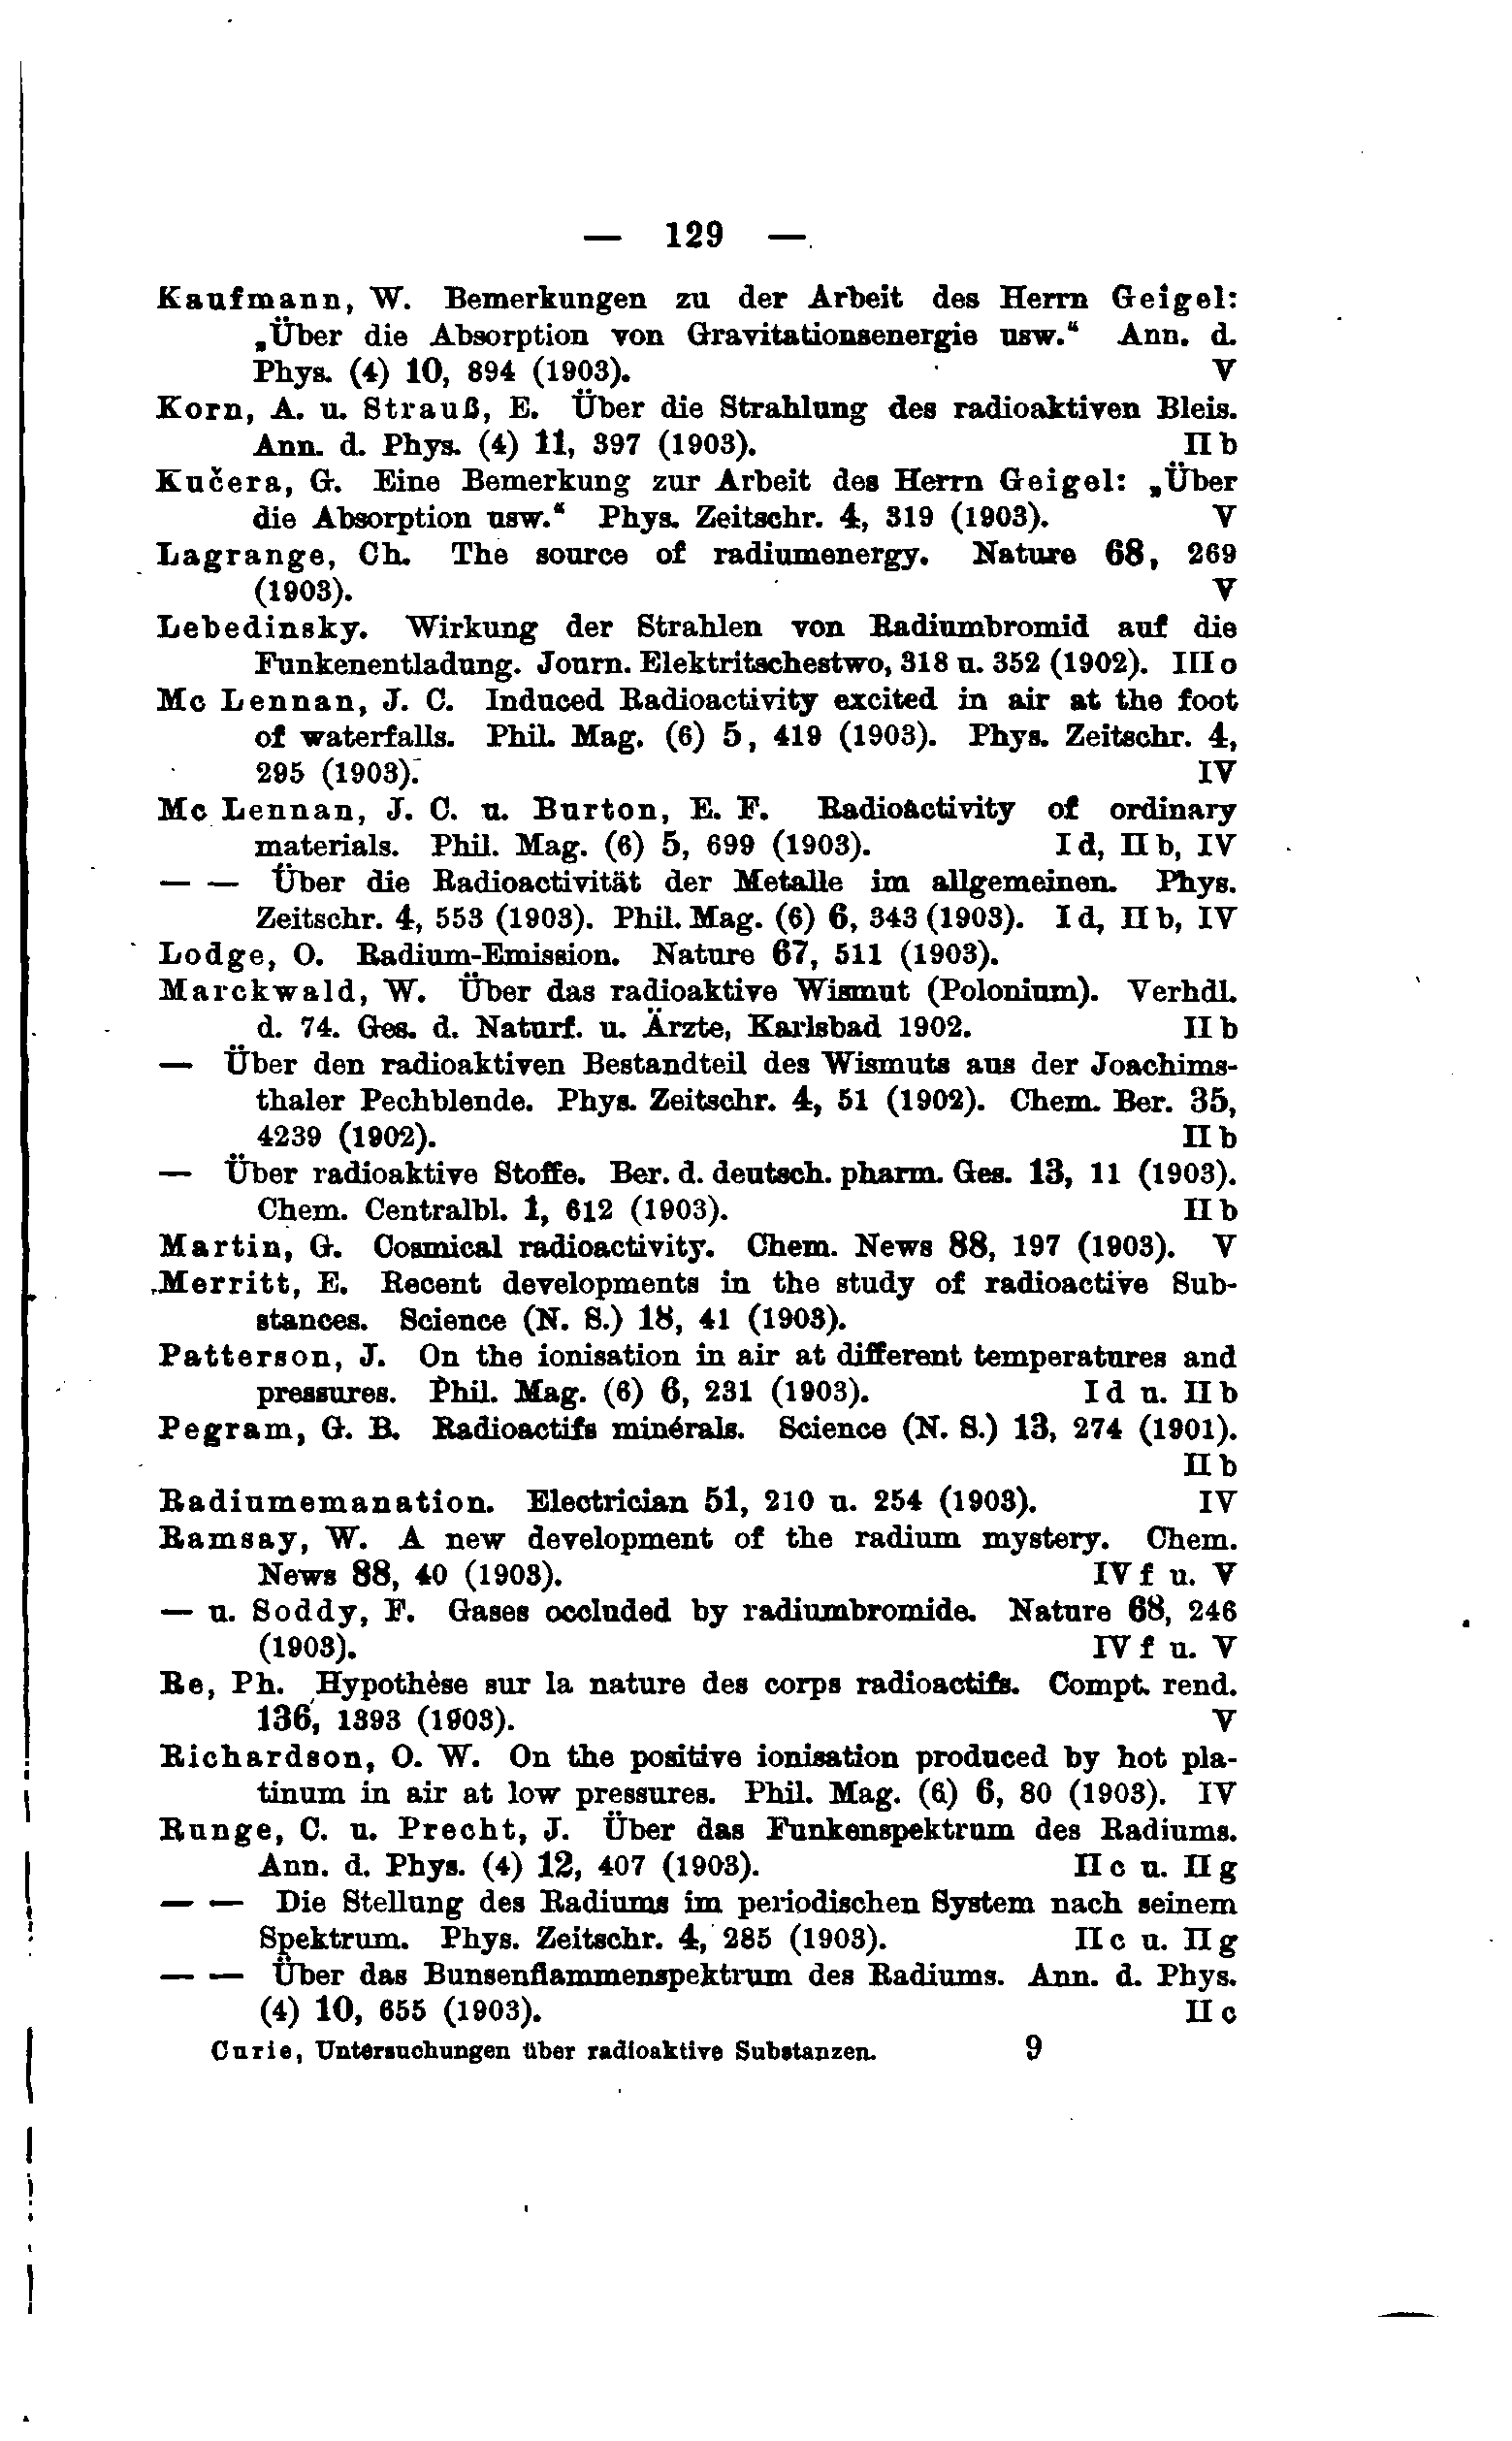 — 129 —
Kaufmann, W. Bemerkungen zu der Arbeit des Herrn Geigel:
„Über die Absorption von Gravitationsenergie usw.“ Ann. d.
Phys. (4) 10, 894 (1903). V
Korn, A. u. Strauß, E. Über die Strahlung des radioaktiven Bleis.
Ann. d. Phys. (4) 11, 397 (1903). II b
Kučera, G. Eine Bemerkung zur Arbeit des Herrn Geigel: „Über
die Absorption usw.“ Phys. Zeitschr. 4, 319 (1903). V
Lagrange, Ch. The source of radiumenergy. Nature 68, 269
(1903). V
Lebedinsky. Wirkung der Strahlen von Radiumbromid auf die
Funkenentladung. Journ. Elektritschestwo, 318 u. 352 (1902). III o
Mc Lennan, J. C. Induced Radioactivity excited in air at the foot
of waterfalls. Phil. Mag. (6) 5, 419 (1903). Phys. Zeitschr. 4,
295 (1903). IV
Mc Lennan, J. C. u. Burton, E. F. Radioactivity of ordinary
materials. Phil. Mag. (6) 5, 699 (1903). I d, II b, IV
— — Über die Radioactivität der Metalle im allgemeinen. Phys.
Zeitschr. 4, 553 (1903). Phil. Mag. (6) 6, 343 (1903). I d, II b, IV
Lodge, O. Radium-Emission. Nature 67, 511 (1903).
Marckwald, W. Über das radioaktive Wismut (Polonium). Verhdl.
d. 74. Ges. d. Naturf. u. Ärzte, Karlsbad 1902. II b
— Über den radioaktiven Bestandteil des Wismuts aus der Joachims-
thaler Pechblende. Phys. Zeitschr. 4, 51 (1902). Chem. Ber. 35,
4239 (1902). II b
— Über radioaktive Stoffe. Ber. d. deutsch. pharm. Ges. 13, 11 (1903).
Chem. Centralbl. 1, 612 (1903). II b
Martin, G. Cosmical radioactivity. Chem. News 88, 197 (1903). V
Merritt, E. Recent developments in the study of radioactive Sub-
stances. Science (N. S.) 18, 41 (1903).
Patterson, J. On the ionisation in air at different temperatures and
pressures. Phil. Mag. (6) 6, 231 (1903). I d u. II b
Pegram, G. B. Radioactifs minérals. Science (N. S.) 13, 274 (1901).
II b
Radiumemanation. Electrician 51, 210 u. 254 (1903). IV
Ramsay, W. A new development of the radium mystery. Chem.
News 88, 40 (1903). IV f u. V
— u. Soddy, F. Gases occluded by radiumbromide. Nature 68, 246
(1903). IV f u. V
Re, Ph. Hypothèse sur la nature des corps radioactifs. Compt. rend.
136, 1393 (1903). V
Richardson, O. W. On the positive ionisation produced by hot pla-
tinum in air at low pressures. Phil. Mag. (6) 6, 80 (1903). IV
Runge, C. u. Precht, J. Über das Funkenspektrum des Radiums.
Ann. d. Phys. (4) 12, 407 (1903). II c u. II g
— — Die Stellung des Radiums im periodischen System nach seinem
Spektrum. Phys. Zeitschr. 4, 285 (1903). II c u. II g
— — Über das Bunsenflammenspektrum des Radiums. Ann. d. Phys.
(4) 10, 655 (1903). II c
Curie, Untersuchungen über radioaktive Substanzen. 9